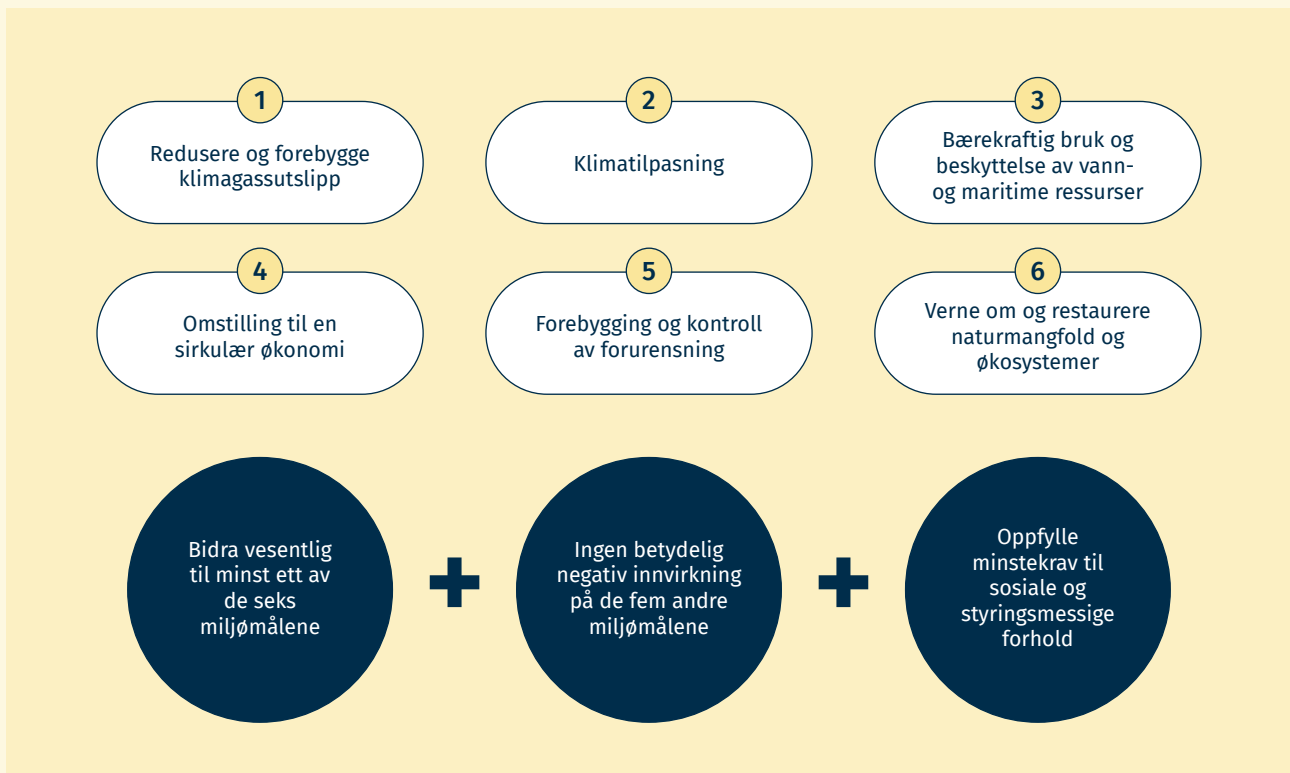 1
Redusere og forebygge
klimagassutslipp
2
Klimatilpasning
3
Bærekraftig bruk og
beskyttelse av vann-
og maritime ressurser
4
Omstilling til en
sirkulær økonomi
5
Forebygging og kontroll
av forurensning
6
Verne om og restaurere
naturmangfold og
økosystemer
Bidra vesentlig
til minst ett av
de seks
miljømålene
+
Ingen betydelig
negativ innvirkning
på de fem andre
miljømålene
+
Oppfylle
minstekrav til
sosiale og
styringsmessige
forhold